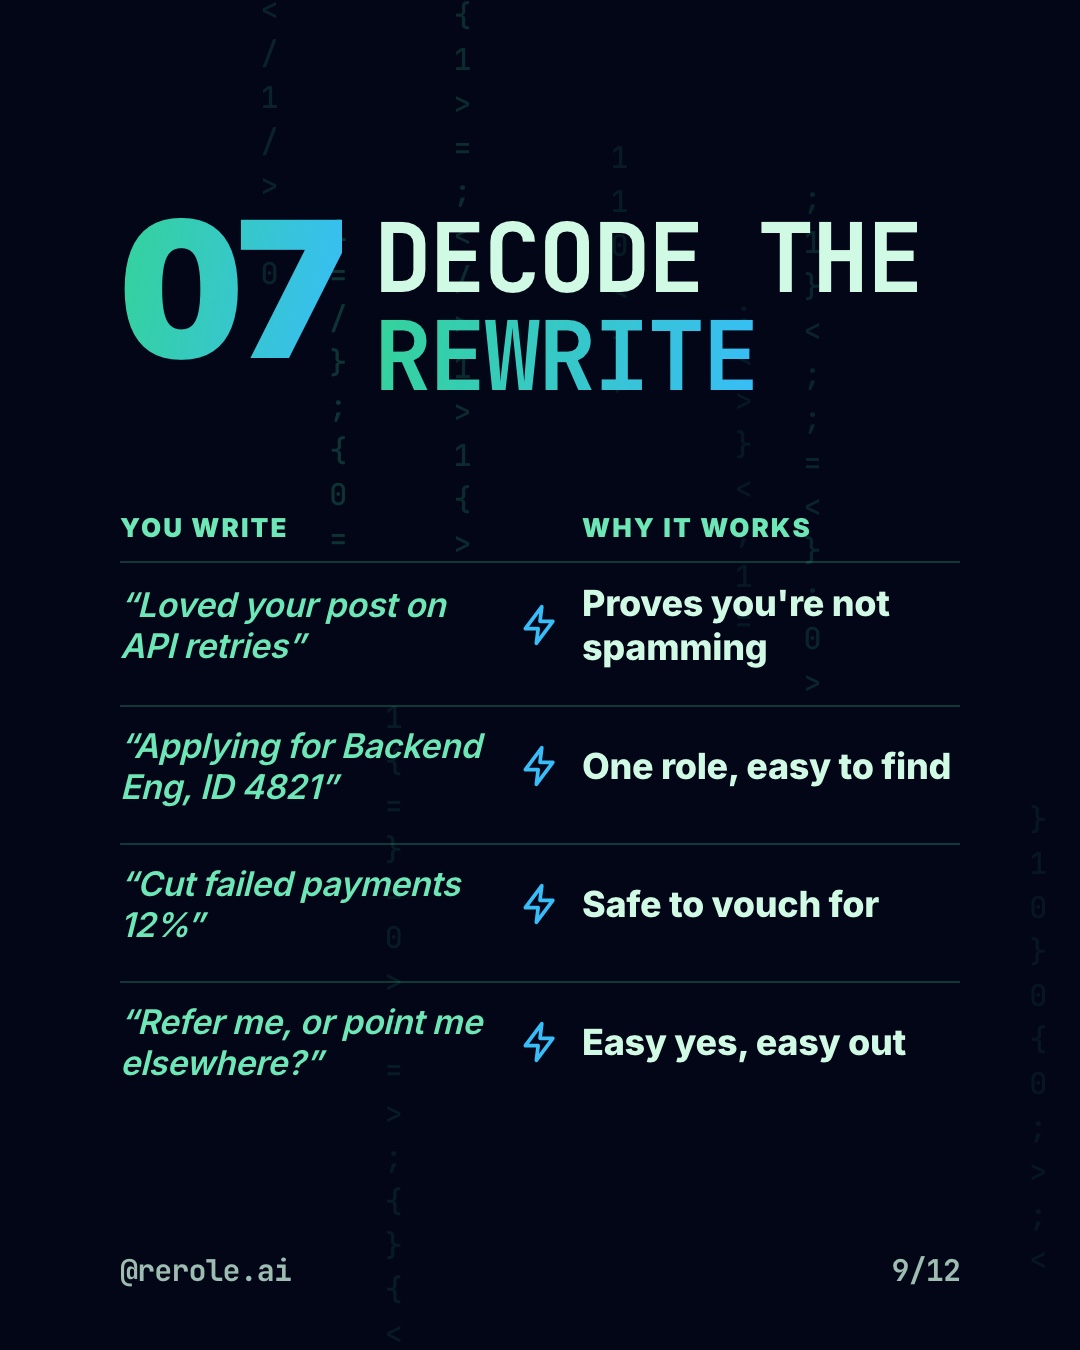 07 DECODE THE
REWRITE
YOU WRITE WHY IT WORKS
“Loved your post on
API retries”
Proves you're not
spamming
“Applying for Backend
Eng, ID 4821”
One role, easy to find
“Cut failed payments
12%”
Safe to vouch for
“Refer me, or point me
elsewhere?”
Easy yes, easy out
@rerole.ai 9/12